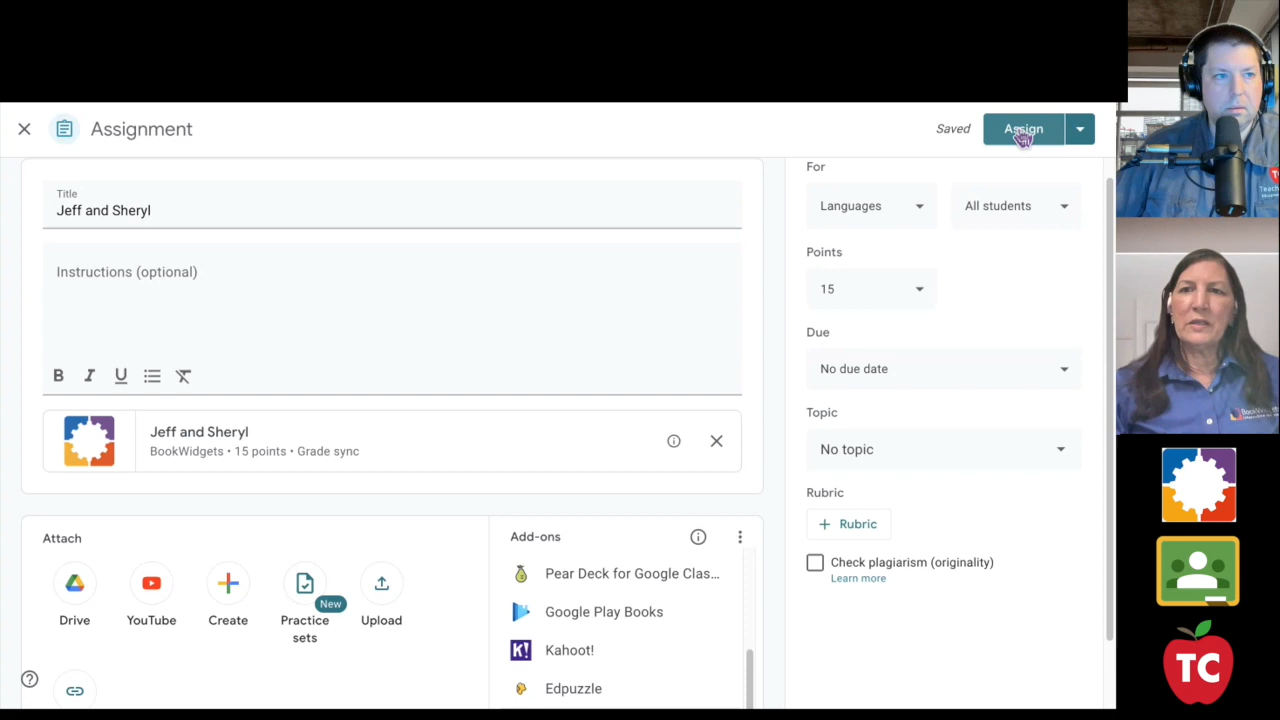 Assignment
Saved
Assign
Title
Jeff and Sheryl
Instructions (optional)
B I U
Jeff and Sheryl
BookWidgets • 15 points • Grade sync
Attach
Drive
YouTube
Create
New
Practice
sets
Upload
Add-ons
Pear Deck for Google Clas...
Google Play Books
K!
Kahoot!
Edpuzzle
For
Languages
All students
Points
15
Due
No due date
Topic
No topic
Rubric
+ Rubric
Check plagiarism (originality)
Learn more
TC